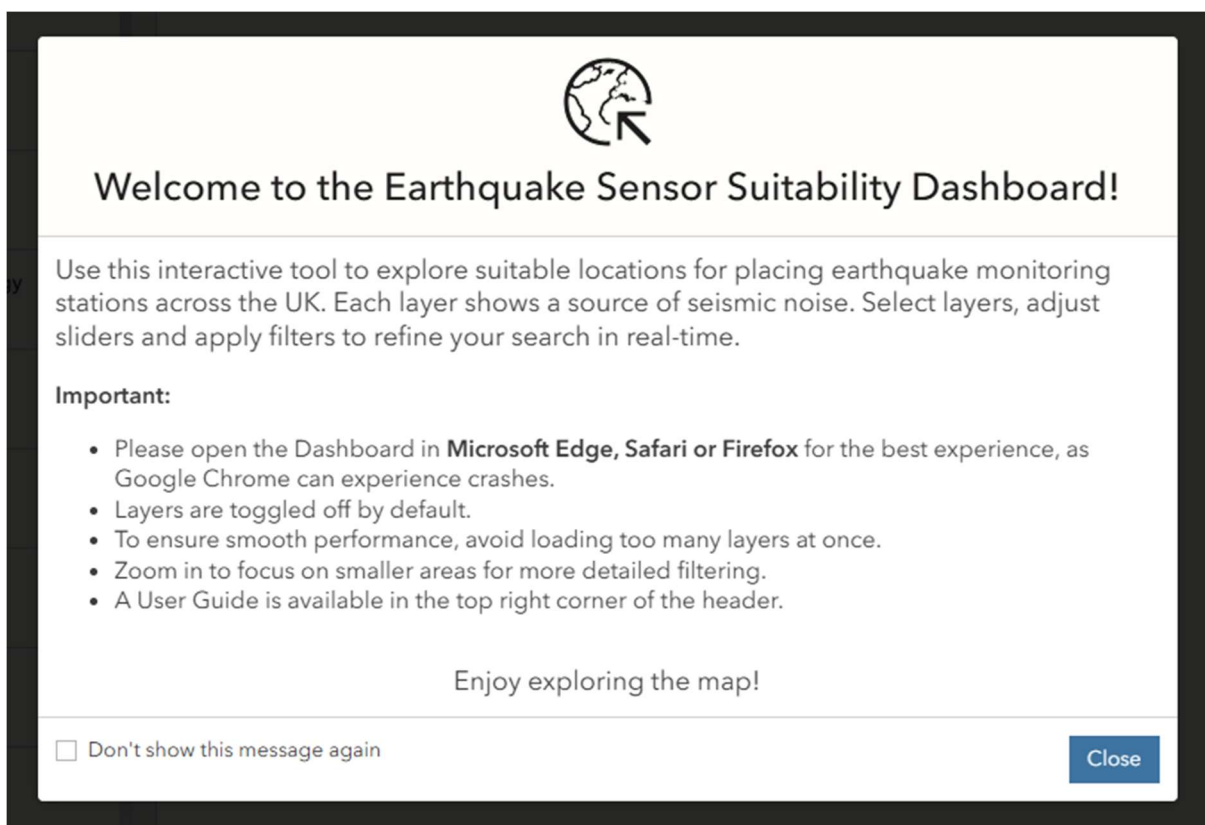 Welcome to the Earthquake Sensor Suitability Dashboard!
gy
Use this interactive tool to explore suitable locations for placing earthquake monitoring
stations across the UK. Each layer shows a source of seismic noise. Select layers, adjust
sliders and apply filters to refine your search in real-time.
Important:
• Please open the Dashboard in Microsoft Edge, Safari or Firefox for the best experience, as
Google Chrome can experience crashes.
• Layers are toggled off by default.
• To ensure smooth performance, avoid loading too many layers at once.
• Zoom in to focus on smaller areas for more detailed filtering.
• A User Guide is available in the top right corner of the header.
Enjoy exploring the map!
Don't show this message again
Close